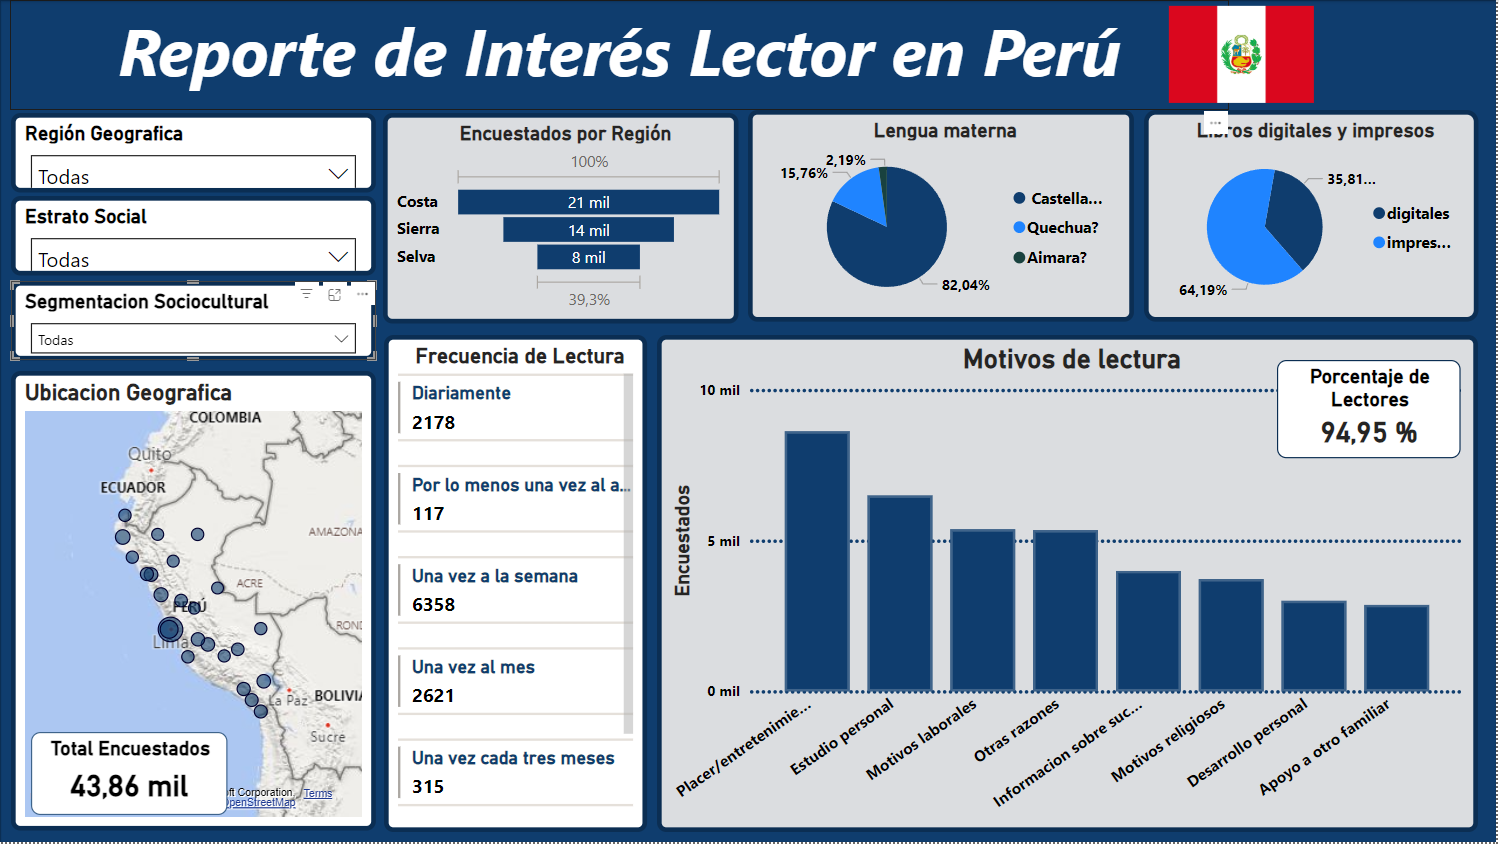 Reporte de Interés Lector en Perú
Región Geografica
Todas
Estrato Social
Todas
Segmentacion Sociocultural
Todas
Encuestados por Región
100%
Costa
21 mil
Sierra
14 mil
Selva
8 mil
39,3%
Lengua materna
2,19%
15,76%
82,04%
Castella...
Quechua?
Aimara?
Libros digitales y impresos
35,81...
64,19%
digitales
impres...
Ubicacion Geografica
COLOMBIA
Quito
ECUADOR
AMAZONA
ACRE
PERÚ
RON
Lima
La Paz
BOLIVIA
Sucre
Total Encuestados
43,86 mil
ft Corporation,
Terms
OpenStreetMap
Frecuencia de Lectura
Diariamente
2178
Por lo menos una vez al a...
117
Una vez a la semana
6358
Una vez al mes
2621
Una vez cada tres meses
315
Motivos de lectura
Porcentaje de
Lectores
94,95 %
Encuestados
10 mil
5 mil
0 mil
Placer/entretenimie...
Estudio personal
Motivos laborales
Otras razones
Informacion sobre suc...
Motivos religiosos
Desarrollo personal
Apoyo a otro familiar